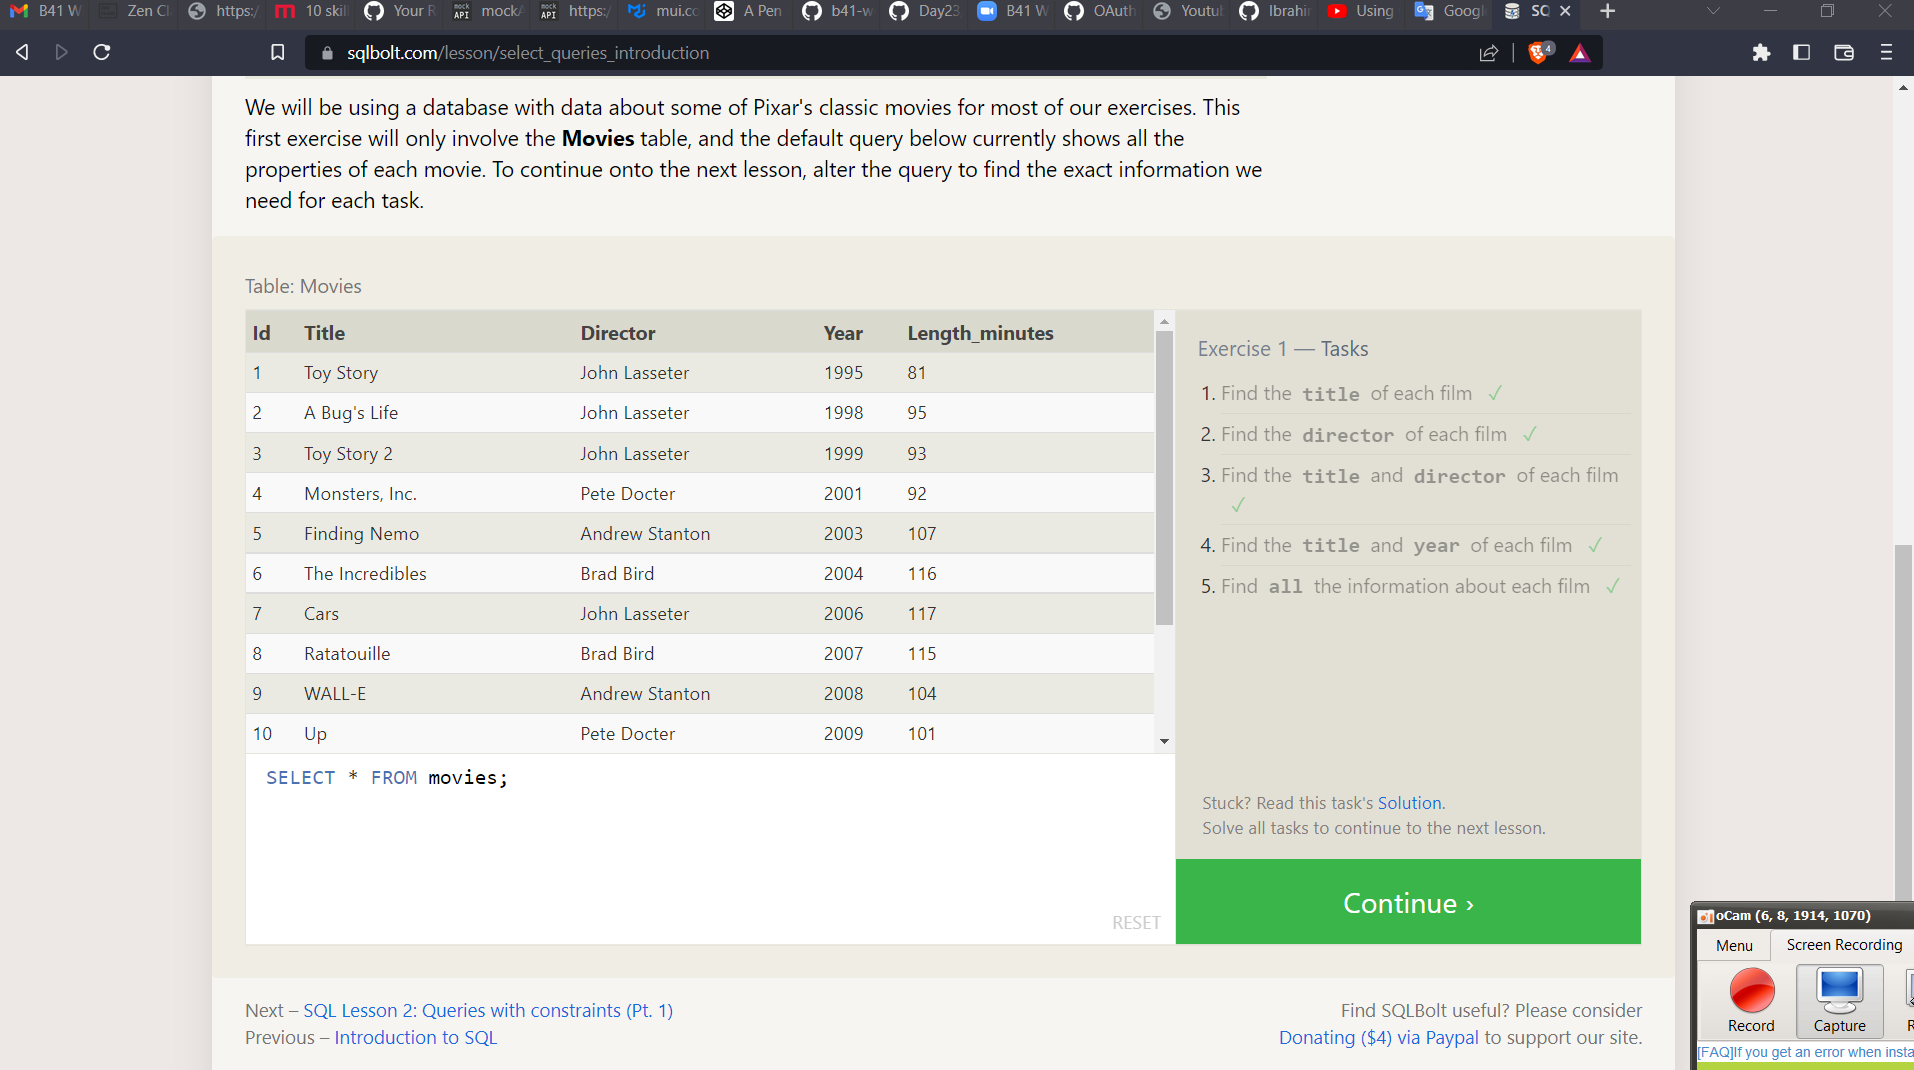 B41 W
Zen Cl
https:/
10 skil
Your R
mock
API
mockA
mock
API
https:/
mui.co
A Pen
b41-w
Day23
B41 W
OAuth
Youtu
Ibrahi
Using
Googl
SQ
sqlbolt.com/lesson/select_queries_introduction
4
We will be using a database with data about some of Pixar's classic movies for most of our exercises. This
first exercise will only involve the Movies table, and the default query below currently shows all the
properties of each movie. To continue onto the next lesson, alter the query to find the exact information we
need for each task.
Table: Movies
Id Title Director Year Length_minutes
1 Toy Story John Lasseter 1995 81
2 A Bug's Life John Lasseter 1998 95
3 Toy Story 2 John Lasseter 1999 93
4 Monsters, Inc. Pete Docter 2001 92
5 Finding Nemo Andrew Stanton 2003 107
6 The Incredibles Brad Bird 2004 116
7 Cars John Lasseter 2006 117
8 Ratatouille Brad Bird 2007 115
9 WALL-E Andrew Stanton 2008 104
10 Up Pete Docter 2009 101
SELECT * FROM movies;
RESET
Exercise 1 — Tasks
1. Find the title of each film ✓
2. Find the director of each film ✓
3. Find the title and director of each film
✓
4. Find the title and year of each film ✓
5. Find all the information about each film ✓
Stuck? Read this task's Solution.
Solve all tasks to continue to the next lesson.
Continue ›
Next – SQL Lesson 2: Queries with constraints (Pt. 1)
Previous – Introduction to SQL
Find SQLBolt useful? Please consider
Donating ($4) via Paypal to support our site.
oCam (6, 8, 1914, 1070)
Menu Screen Recording
Record Capture R
[FAQ]If you get an error when insta